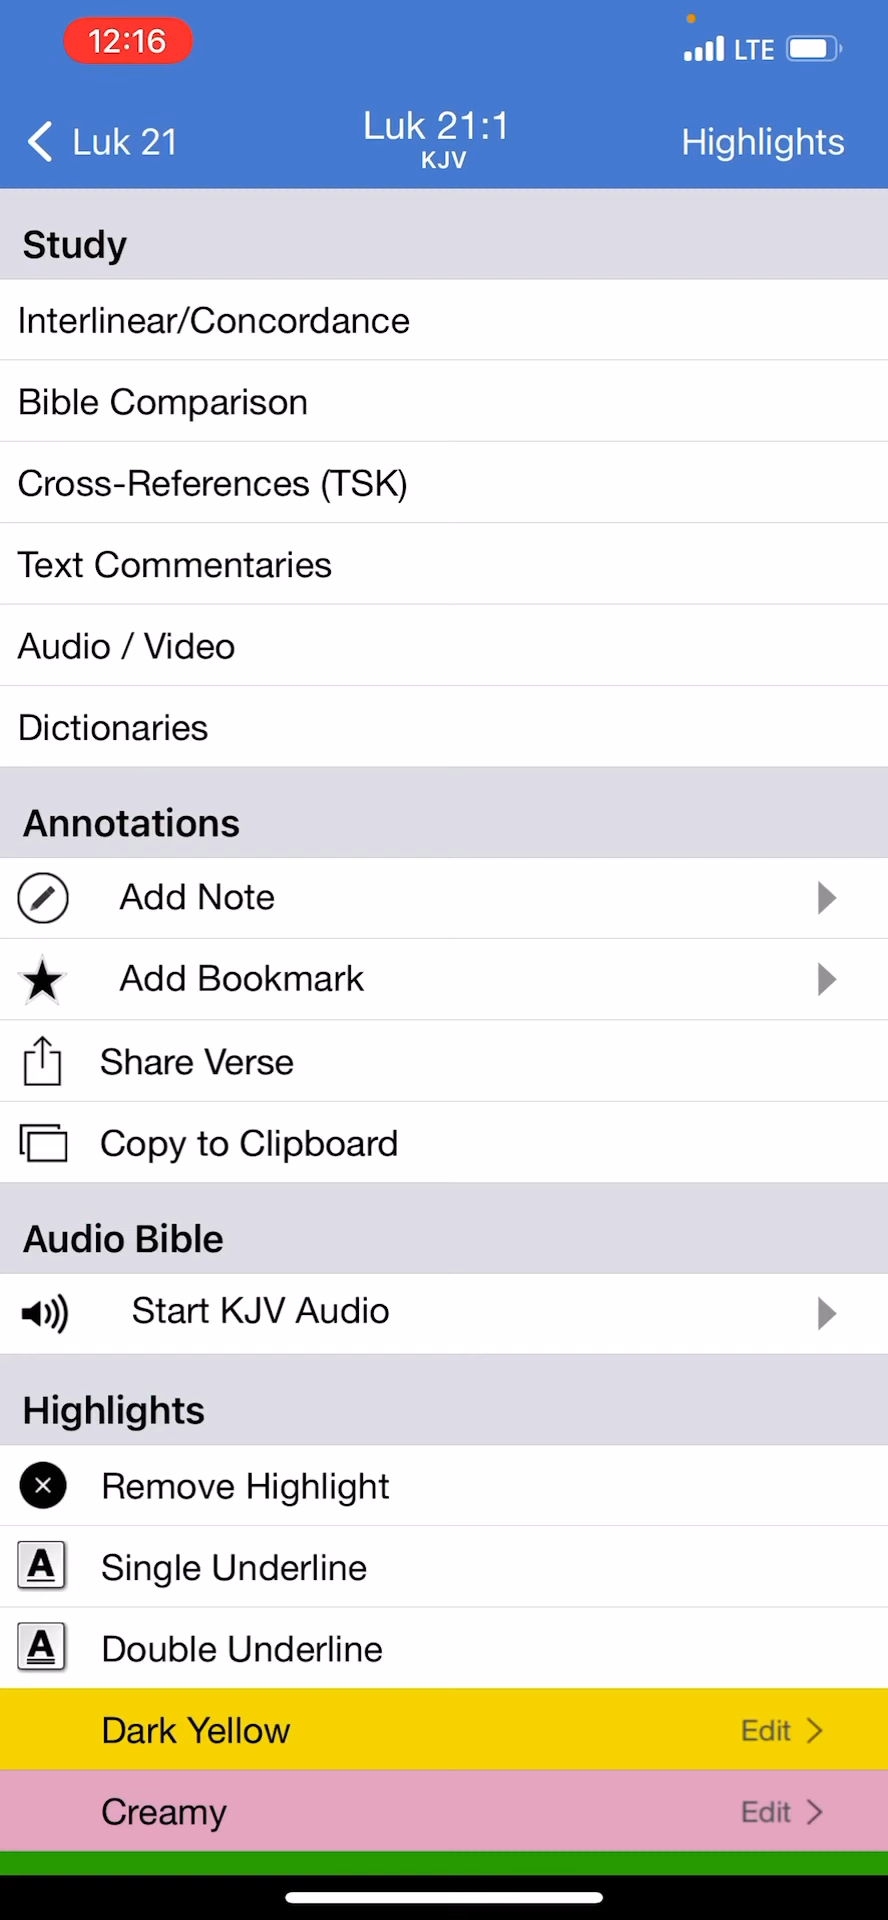 12:16
LTE
Luk 21
Luk 21:1
KJV
Highlights
Study
Interlinear/Concordance
Bible Comparison
Cross-References (TSK)
Text Commentaries
Audio / Video
Dictionaries
Annotations
Add Note
Add Bookmark
Share Verse
Copy to Clipboard
Audio Bible
Start KJV Audio
Highlights
Remove Highlight
A Single Underline
A Double Underline
Dark Yellow Edit
Creamy Edit